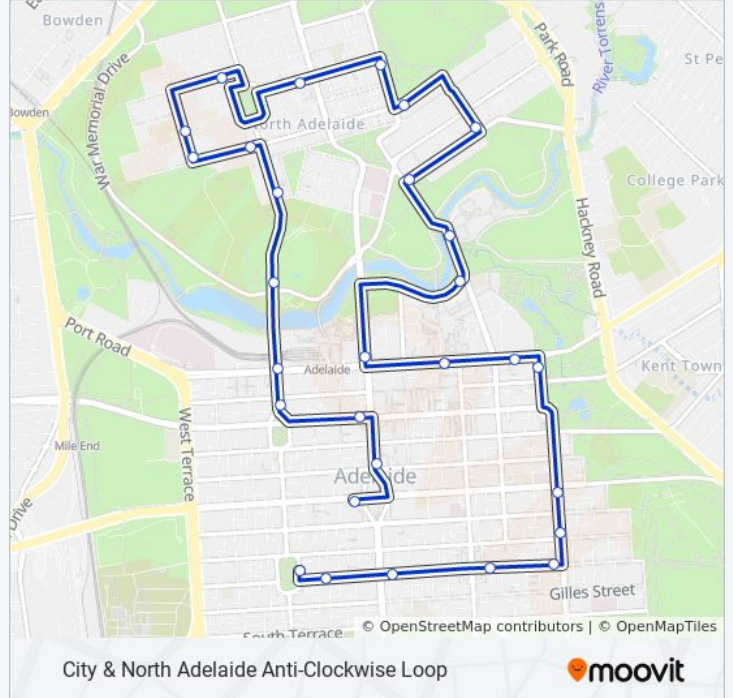 Bowden
War Memorial Drive
Park Road
River Torrens
St Pe
Bowden
North Adelaide
College Park
Hackney Road
Port Road
Adelaide
Kent Town
West Terrace
Mile End
Adelaide
Drive
Gilles Street
South Terrace
© OpenStreetMap contributors | © OpenMapTiles
City & North Adelaide Anti-Clockwise Loop
moovit